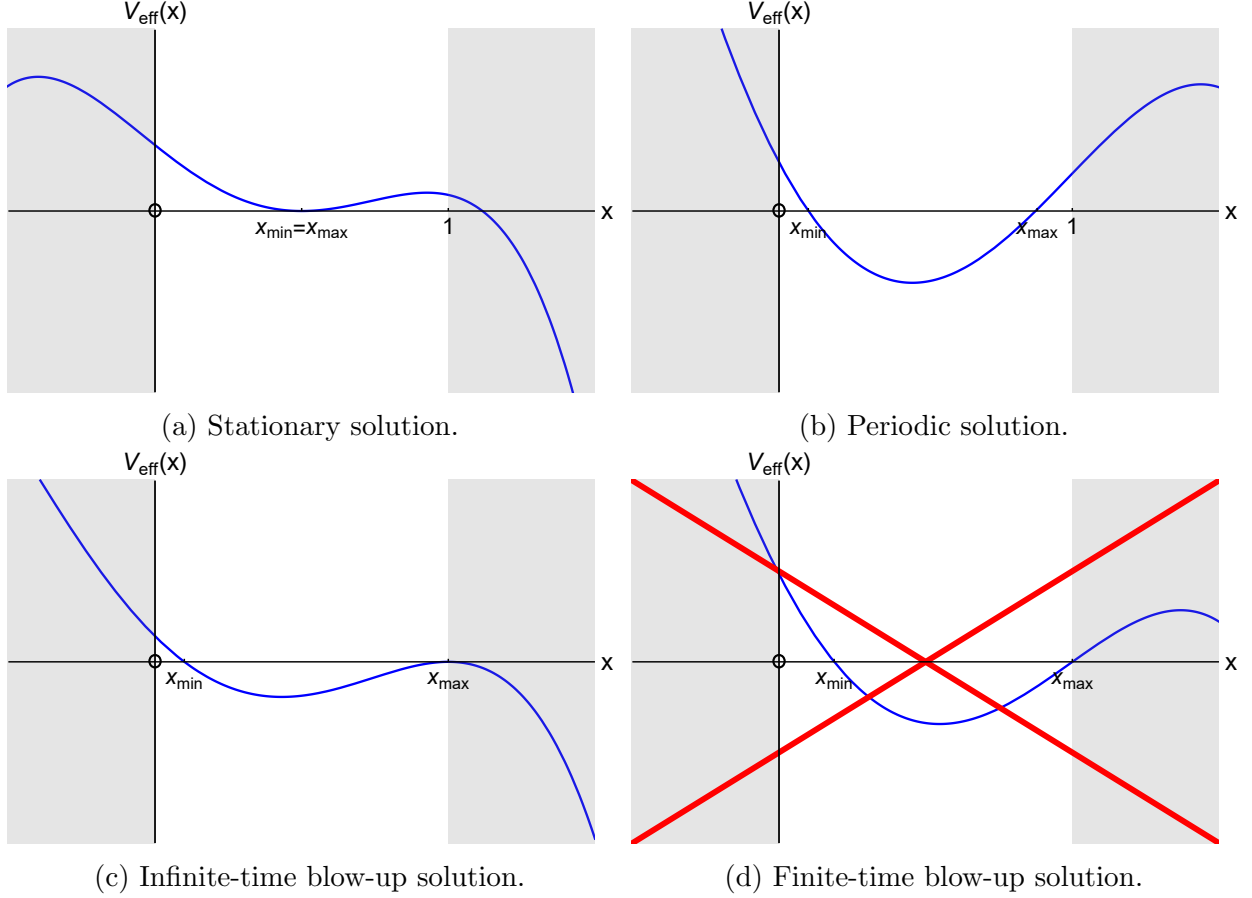 V_eff(x)
x
x_min=x_max
1
(a) Stationary solution.
V_eff(x)
x
x_min
x_max
1
(b) Periodic solution.
V_eff(x)
x
x_min
x_max
(c) Infinite-time blow-up solution.
V_eff(x)
x
x_min
x_max
(d) Finite-time blow-up solution.